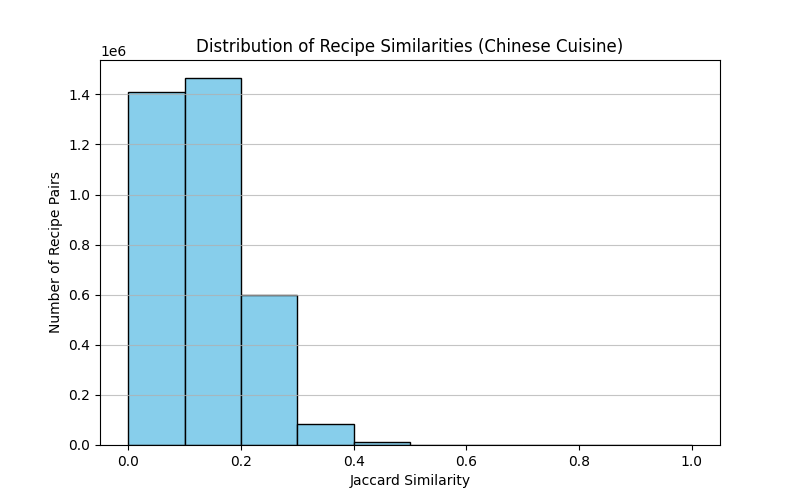 Distribution of Recipe Similarities (Chinese Cuisine)
1e6
1.4
1.2
1.0
0.8
0.6
0.4
0.2
0.0
Number of Recipe Pairs
0.0 0.2 0.4 0.6 0.8 1.0
Jaccard Similarity